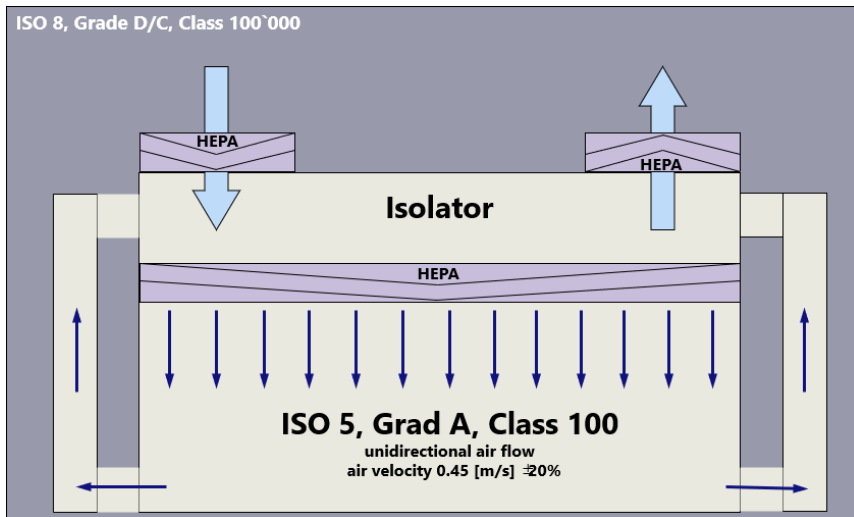 ISO 8, Grade D/C, Class 100`000
HEPA
HEPA
Isolator
HEPA
ISO 5, Grad A, Class 100
unidirectional air flow
air velocity 0.45 [m/s] ±20%